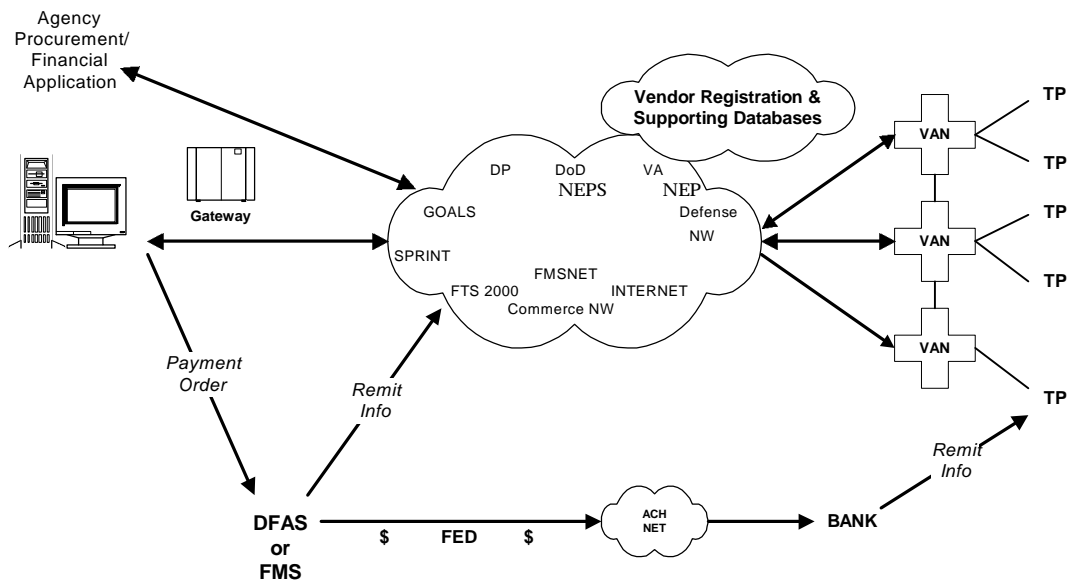 Agency
Procurement/
Financial
Application
Vendor Registration &
Supporting Databases
TP
VAN
TP
DP
DoD
VA
NEPS
NEP
Gateway
GOALS
Defense
NW
TP
VAN
TP
SPRINT
FMSNET
FTS 2000
INTERNET
Commerce NW
VAN
TP
Payment
Order
Remit
Info
Remit
Info
DFAS
or
FMS
$ FED $
ACH
NET
BANK